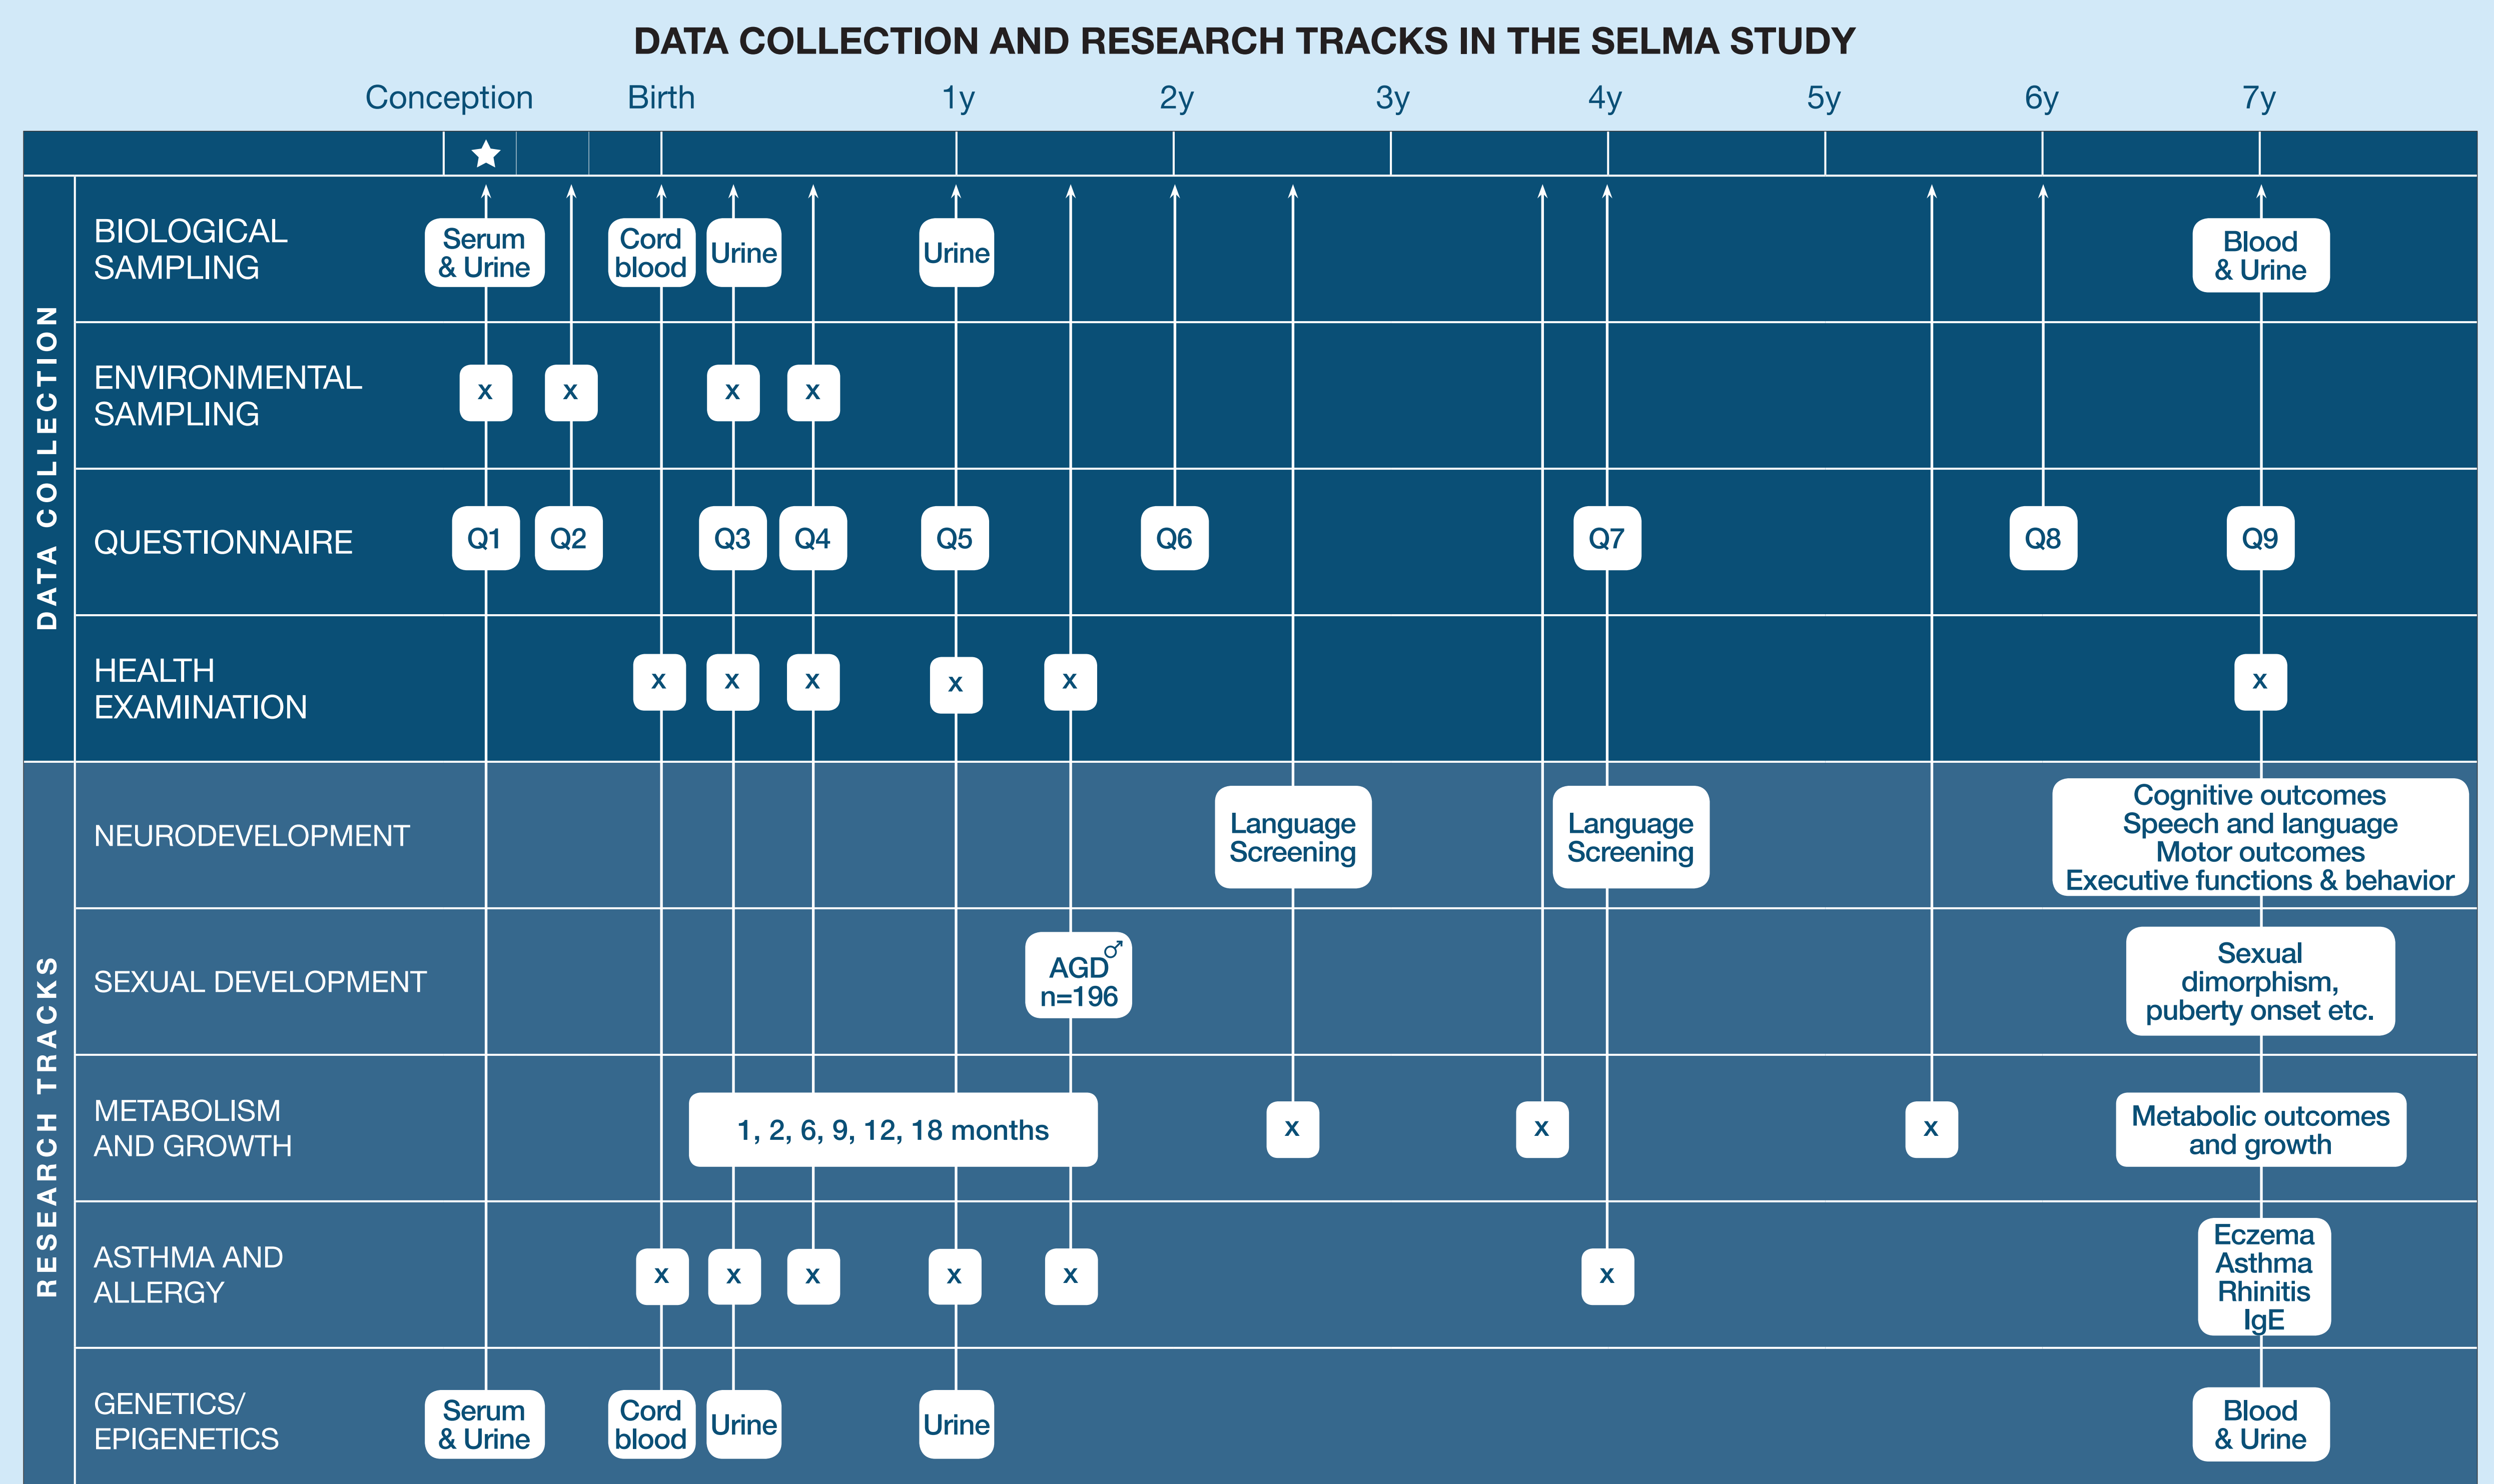 DATA COLLECTION AND RESEARCH TRACKS IN THE SELMA STUDY
Conception Birth 1y 2y 3y 4y 5y 6y 7y
DATA COLLECTION
BIOLOGICAL
SAMPLING
Serum
& Urine
Cord
blood
Urine
Urine
Blood
& Urine
ENVIRONMENTAL
SAMPLING
x x x x
QUESTIONNAIRE
Q1 Q2 Q3 Q4 Q5 Q6 Q7 Q8 Q9
HEALTH
EXAMINATION
x x x x x x
RESEARCH TRACKS
NEURODEVELOPMENT
Language
Screening
Language
Screening
Cognitive outcomes
Speech and language
Motor outcomes
Executive functions & behavior
SEXUAL DEVELOPMENT
AGD♂
n=196
Sexual
dimorphism,
puberty onset etc.
METABOLISM
AND GROWTH
1, 2, 6, 9, 12, 18 months
x x x
Metabolic outcomes
and growth
ASTHMA AND
ALLERGY
x x x x x x
Eczema
Asthma
Rhinitis
IgE
GENETICS/
EPIGENETICS
Serum
& Urine
Cord
blood
Urine
Urine
Blood
& Urine